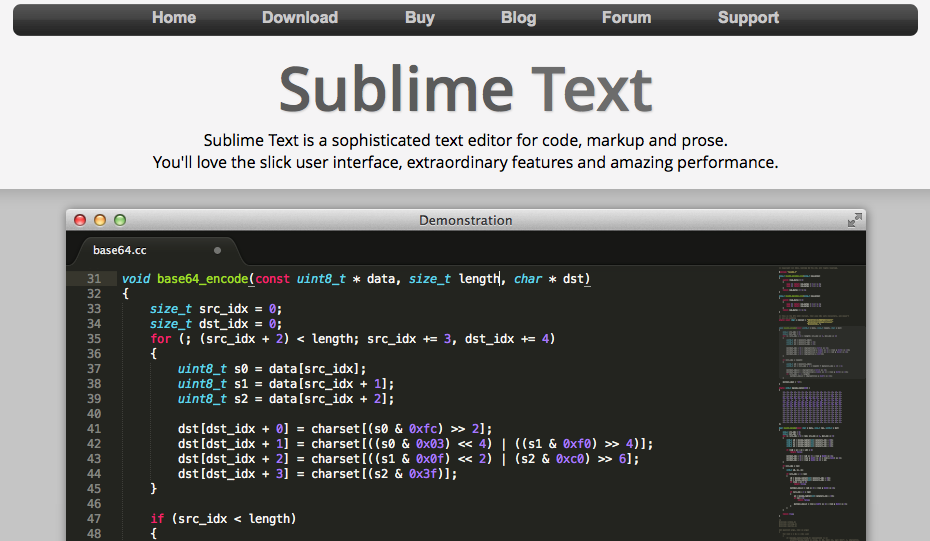 Home Download Buy Blog Forum Support
Sublime Text
Sublime Text is a sophisticated text editor for code, markup and prose.
You'll love the slick user interface, extraordinary features and amazing performance.
Demonstration
base64.cc
31 void base64_encode(const uint8_t * data, size_t length, char * dst)
32 {
33     size_t src_idx = 0;
34     size_t dst_idx = 0;
35     for (; (src_idx + 2) < length; src_idx += 3, dst_idx += 4)
36     {
37         uint8_t s0 = data[src_idx];
38         uint8_t s1 = data[src_idx + 1];
39         uint8_t s2 = data[src_idx + 2];
40
41         dst[dst_idx + 0] = charset[(s0 & 0xfc) >> 2];
42         dst[dst_idx + 1] = charset[((s0 & 0x03) << 4) | ((s1 & 0xf0) >> 4)];
43         dst[dst_idx + 2] = charset[((s1 & 0x0f) << 2) | (s2 & 0xc0) >> 6];
44         dst[dst_idx + 3] = charset[(s2 & 0x3f)];
45     }
46
47     if (src_idx < length)
48     {